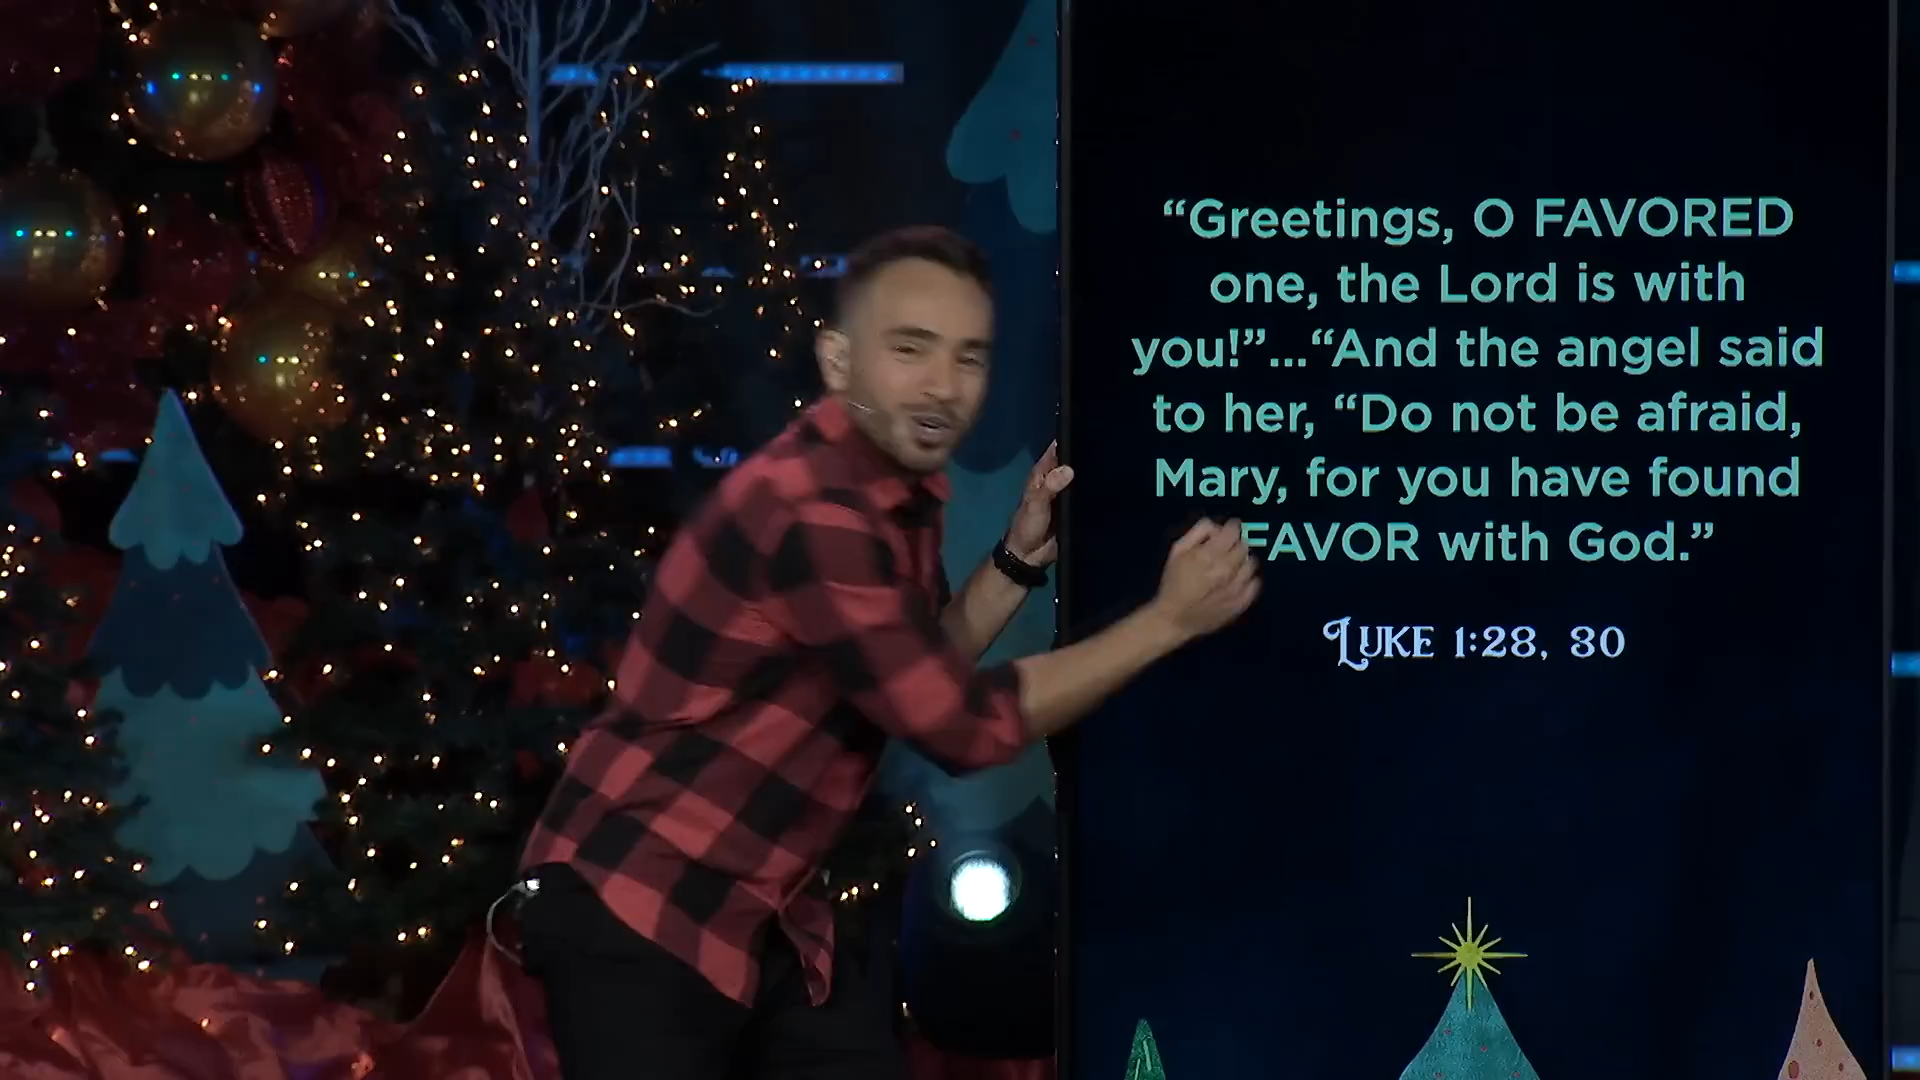 “Greetings, O FAVORED
one, the Lord is with
you!”...“And the angel said
to her, “Do not be afraid,
Mary, for you have found
FAVOR with God.”
LUKE 1:28, 30